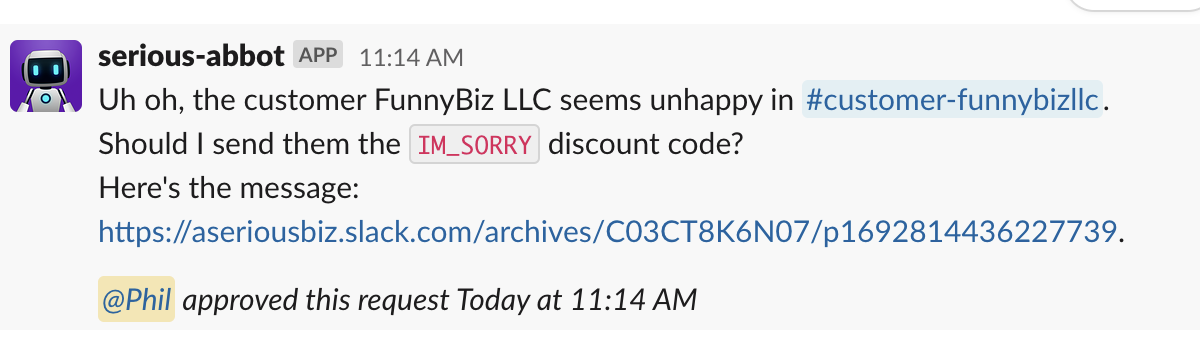 serious-abbot APP 11:14 AM
Uh oh, the customer FunnyBiz LLC seems unhappy in #customer-funnybizllc.
Should I send them the IM_SORRY discount code?
Here's the message:
https://aseriousbiz.slack.com/archives/C03CT8K6N07/p1692814436227739.
@Phil approved this request Today at 11:14 AM